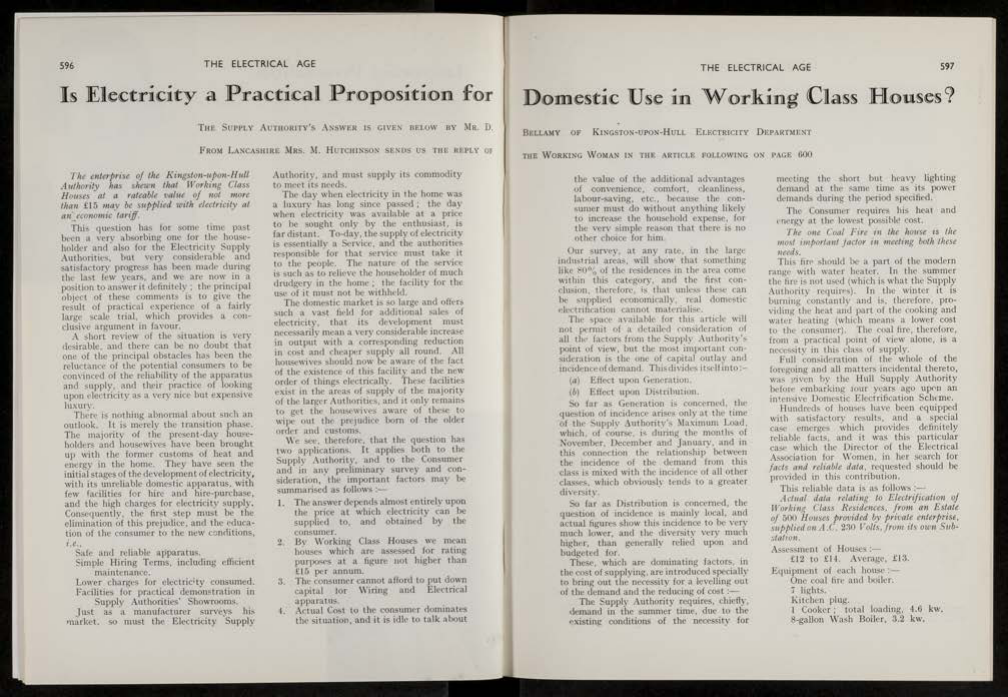 596
THE ELECTRICAL AGE
Is Electricity a Practical Proposition for
THE SUPPLY AUTHORITY'S ANSWER IS GIVEN BELOW BY MR. D.
FROM LANCASHIRE MRS. M. HUTCHINSON SENDS US THE REPLY OF
The enterprise of the Kingston-upon-Hull
Authority has shewn that Working Class
Houses at a rateable value of not more
than £15 may be supplied with electricity at
an economic tariff.
This question has for some time past
been a very absorbing one for the house-
holder and also for the Electricity Supply
Authorities, but very considerable and
satisfactory progress has been made during
the last few years, and we are now in a
position to answer it definitely ; the principal
object of these comments is to give the
result of practical experience of a fairly
large scale trial, which provides a con-
clusive argument in favour.
A short review of the situation is very
desirable, and there can be no doubt that
one of the principal obstacles has been the
reluctance of the potential consumers to be
convinced of the reliability of the apparatus
and supply, and their practice of looking
upon electricity as a very nice but expensive
luxury.
There is nothing abnormal about such an
outlook. It is merely the transition phase.
The majority of the present-day house-
holders and housewives have been brought
up with the former customs of heat and
energy in the home. They have seen the
initial stages of the development of electricity,
with its unreliable domestic apparatus, with
few facilities for hire and hire-purchase,
and the high charges for electricity supply.
Consequently, the first step must be the
elimination of this prejudice, and the educa-
tion of the consumer to the new conditions,
i.e.,
Safe and reliable apparatus.
Simple Hiring Terms, including efficient
maintenance.
Lower charges for electricity consumed.
Facilities for practical demonstration in
Supply Authorities' Showrooms.
Just as a manufacturer surveys his
market, so must the Electricity Supply
Authority, and must supply its commodity
to meet its needs.
The day when electricity in the home was
a luxury has long since passed ; the day
when electricity was available at a price
to be sought only by the enthusiast, is
far distant. To-day, the supply of electricity
is essentially a Service, and the authorities
responsible for that service must take it
to the people. The nature of the service
is such as to relieve the householder of much
drudgery in the home ; the facility for the
use of it must not be withheld.
The domestic market is so large and offers
such a vast field for additional sales of
electricity, that its development must
necessarily mean a very considerable increase
in output with a corresponding reduction
in cost and cheaper supply all round. All
housewives should now be aware of the fact
of the existence of this facility and the new
order of things electrically. These facilities
exist in the areas of supply of the majority
of the larger Authorities, and it only remains
to get the housewives aware of these to
wipe out the prejudice born of the older
order and customs.
We see, therefore, that the question has
two applications. It applies both to the
Supply Authority, and to the Consumer
and in any preliminary survey and con-
sideration, the important factors may be
summarised as follows :—
1. The answer depends almost entirely upon
the price at which electricity can be
supplied to, and obtained by the
consumer.
2. By Working Class Houses we mean
houses which are assessed for rating
purposes at a figure not higher than
£15 per annum.
3. The consumer cannot afford to put down
capital for Wiring and Electrical
apparatus.
4. Actual Cost to the consumer dominates
the situation, and it is idle to talk about
THE ELECTRICAL AGE
597
Domestic Use in Working Class Houses?
BELLAMY OF KINGSTON-UPON-HULL ELECTRICITY DEPARTMENT
THE WORKING WOMAN IN THE ARTICLE FOLLOWING ON PAGE 600
the value of the additional advantages
of convenience, comfort, cleanliness,
labour-saving, etc., because the con-
sumer must do without anything likely
to increase the household expense, for
the very simple reason that there is no
other choice for him.
Our survey, at any rate, in the large
industrial areas, will show that something
like 80% of the residences in the area come
within this category, and the first con-
clusion, therefore, is that unless these can
be supplied economically, real domestic
electrification cannot materialise.
The space available for this article will
not permit of a detailed consideration of
all the factors from the Supply Authority's
point of view, but the most important con-
sideration is the one of capital outlay and
incidence of demand. This divides itself into :—
(a) Effect upon Generation.
(b) Effect upon Distribution.
So far as Generation is concerned, the
question of incidence arises only at the time
of the Supply Authority's Maximum Load,
which, of course, is during the months of
November, December and January, and in
this connection the relationship between
the incidence of the demand from this
class is mixed with the incidence of all other
classes, which obviously tends to a greater
diversity.
So far as Distribution is concerned, the
question of incidence is mainly local, and
actual figures show this incidence to be very
much lower, and the diversity very much
higher, than generally relied upon and
budgeted for.
These, which are dominating factors, in
the cost of supplying, are introduced specially
to bring out the necessity for a levelling out
of the demand and the reducing of cost :—
The Supply Authority requires, chiefly,
demand in the summer time, due to the
existing conditions of the necessity for
meeting the short but heavy lighting
demand at the same time as its power
demands during the period specified.
The Consumer requires his heat and
energy at the lowest possible cost.
The one Coal Fire in the house is the
most important factor in meeting both these
needs.
This fire should be a part of the modern
range with water heater. In the summer
the fire is not used (which is what the Supply
Authority requires). In the winter it is
burning constantly and is, therefore, pro-
viding the heat and part of the cooking and
water heating (which means a lower cost
to the consumer). The coal fire, therefore,
from a practical point of view alone, is a
necessity in this class of supply.
Full consideration of the whole of the
foregoing and all matters incidental thereto,
was given by the Hull Supply Authority
before embarking four years ago upon an
intensive Domestic Electrification Scheme.
Hundreds of houses have been equipped
with satisfactory results, and a special
case emerges which provides definitely
reliable facts, and it was this particular
case which the Director of the Electrical
Association for Women, in her search for
facts and reliable data, requested should be
provided in this contribution.
This reliable data is as follows :—
Actual data relating to Electrification of
Working Class Residences, from an Estate
of 500 Houses provided by private enterprise,
supplied on A.C. 230 Volts, from its own Sub-
station.
Assessment of Houses :—
£12 to £14. Average, £13.
Equipment of each house :—
One coal fire and boiler.
7 lights.
Kitchen plug.
1 Cooker ; total loading, 4.6 kw.
8-gallon Wash Boiler, 3.2 kw.